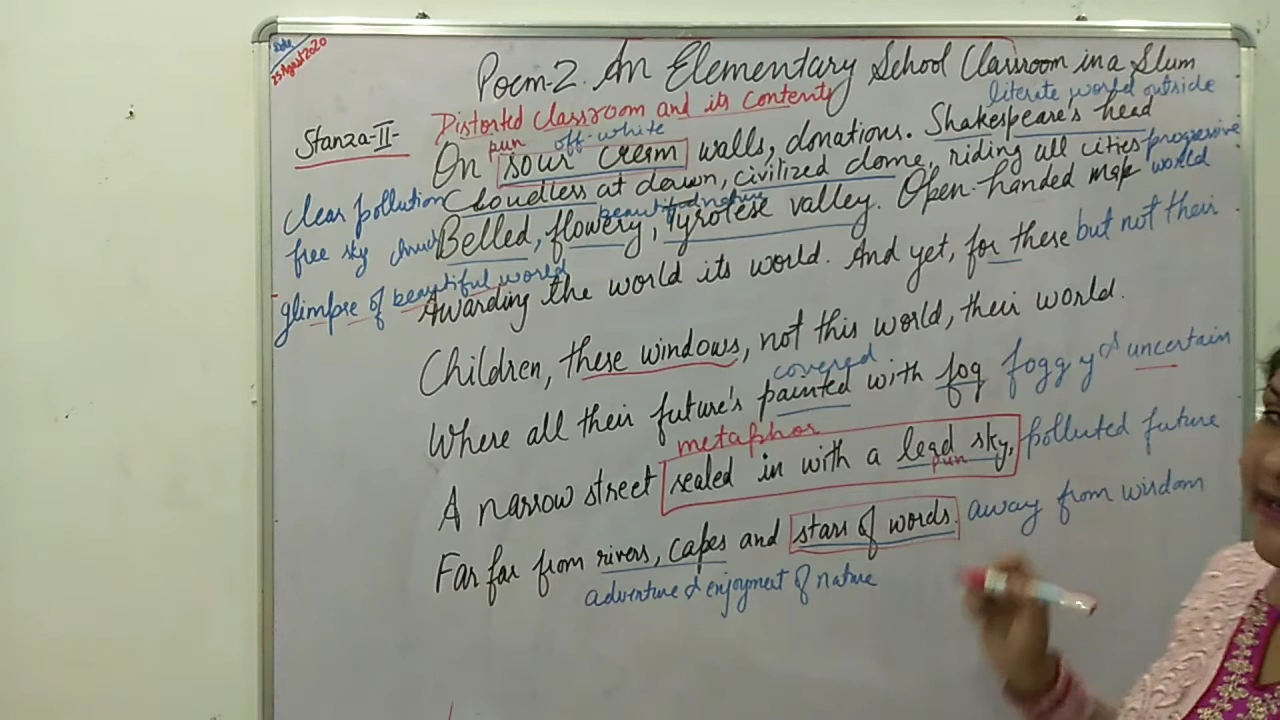 Date
25 August 2020
Poem-2. An Elementary School Classroom in a Slum
Distorted Classroom and its Contents
literate world outside
Stanza-II-
pun off-white
On sour cream walls, donations. Shakespeare's head
progressive world
Cloudless at dawn, civilized dome, riding all cities
clear pollution free sky
beautiful nature
Belled, flowery, Tyrolese valley. Open-handed map
church
glimpse of beautiful world
Awarding the world its world. And yet, for these
but not their
Children, these windows, not this world, their world.
covered
Where all their future's painted with fog
foggy & uncertain
metaphor
A narrow street sealed in with a lead sky,
pun
polluted future
Far far from rivers, capes and stars of words.
away from wisdom
adventure & enjoyment of nature